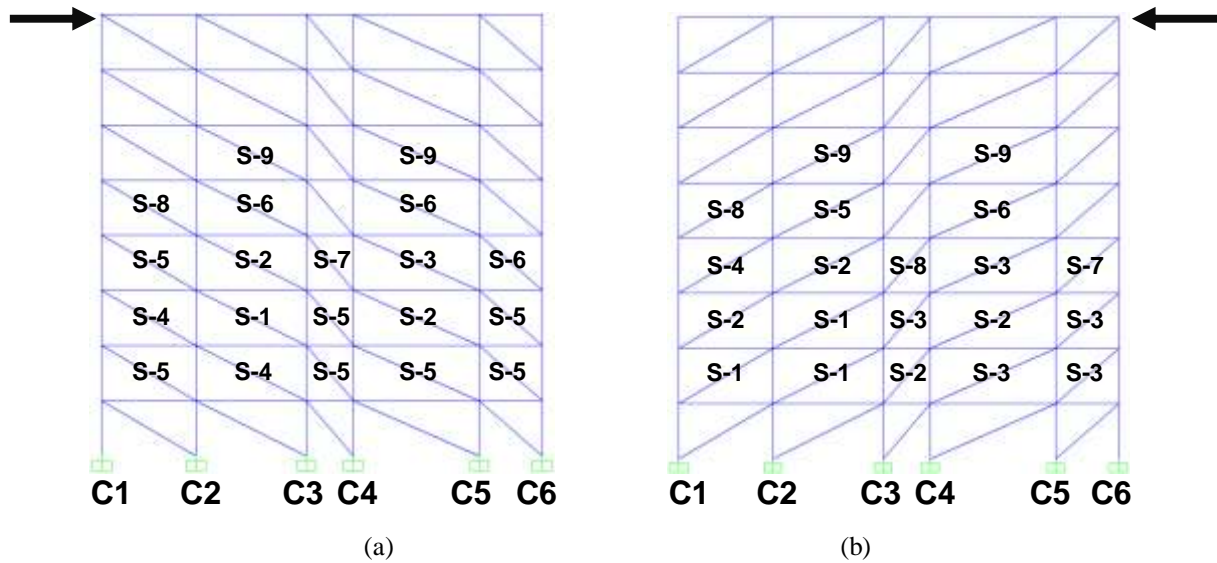 S-9 S-9
S-8 S-6 S-6
S-5 S-2 S-7 S-3 S-6
S-4 S-1 S-5 S-2 S-5
S-5 S-4 S-5 S-5 S-5
C1 C2 C3 C4 C5 C6
(a)
S-9 S-9
S-8 S-5 S-6
S-4 S-2 S-8 S-3 S-7
S-2 S-1 S-3 S-2 S-3
S-1 S-1 S-2 S-3 S-3
C1 C2 C3 C4 C5 C6
(b)